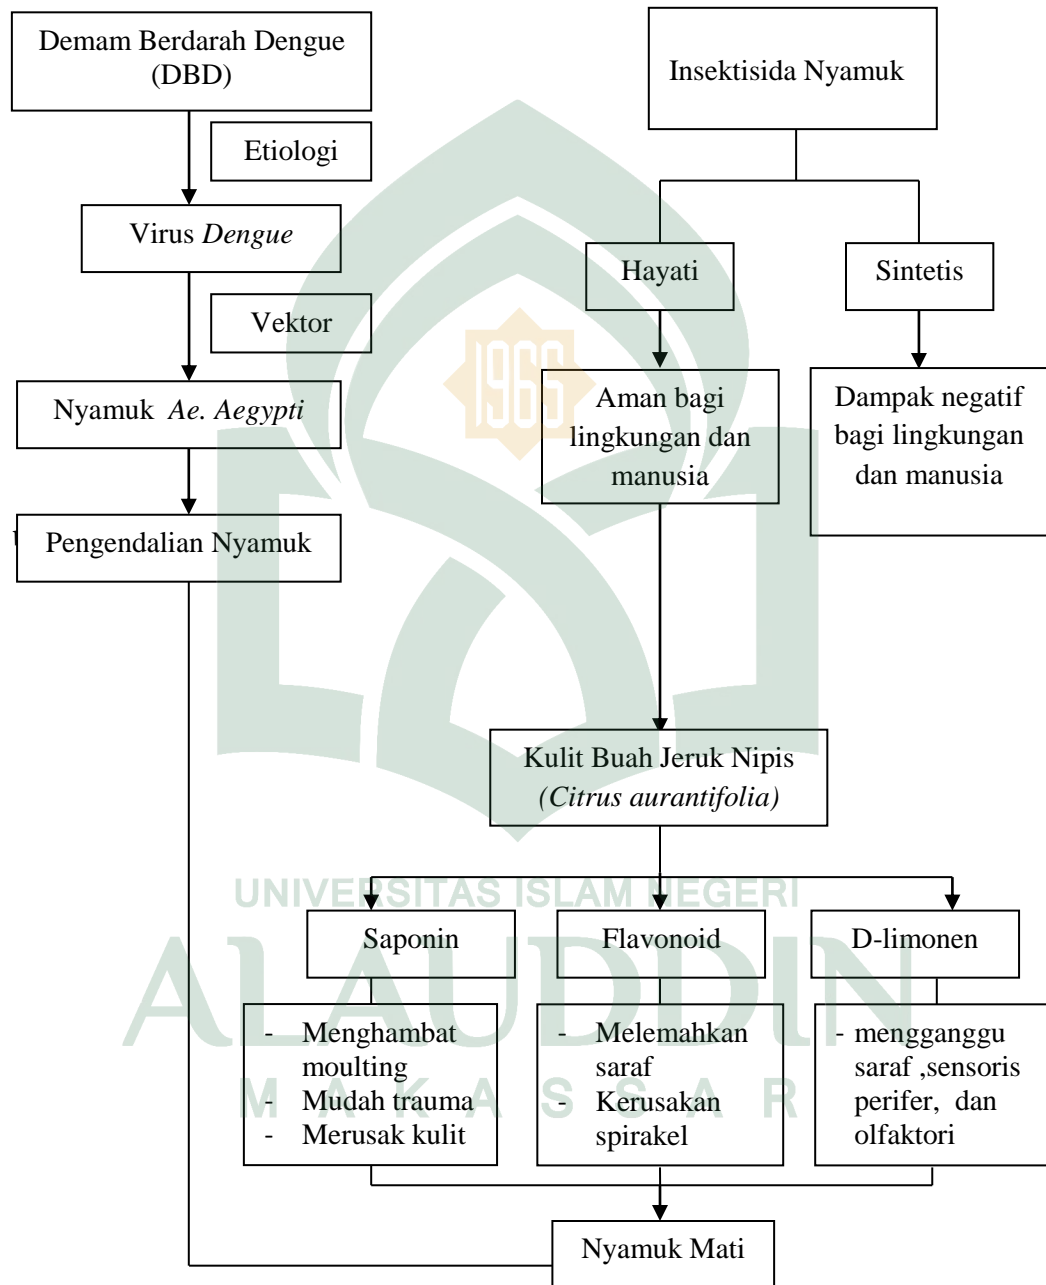 Demam Berdarah Dengue
(DBD)
Etiologi
Virus Dengue
Vektor
Nyamuk Ae. Aegypti
Pengendalian Nyamuk
Insektisida Nyamuk
Hayati
Sintetis
Aman bagi
lingkungan dan
manusia
Dampak negatif
bagi lingkungan
dan manusia
1965
Kulit Buah Jeruk Nipis
(Citrus aurantifolia)
UNIVERSITAS ISLAM NEGERI
ALAUDDIN
MAKASSAR
Saponin
Flavonoid
D-limonen
- Menghambat
moulting
- Mudah trauma
- Merusak kulit
- Melemahkan
saraf
- Kerusakan
spirakel
- mengganggu
saraf ,sensoris
perifer, dan
olfaktori
Nyamuk Mati